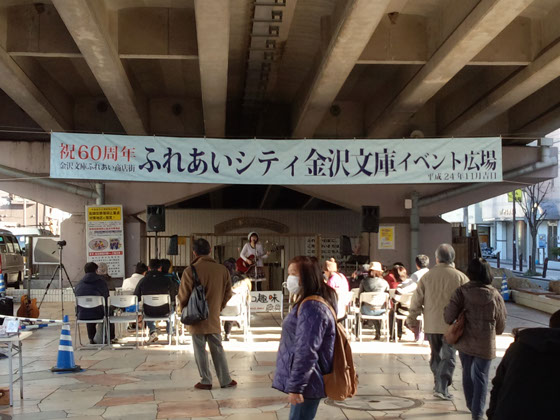 祝60周年
金沢文庫ふれあい商店街
ふれあいシティ金沢文庫イベント広場
平成24年11月吉日
趣味